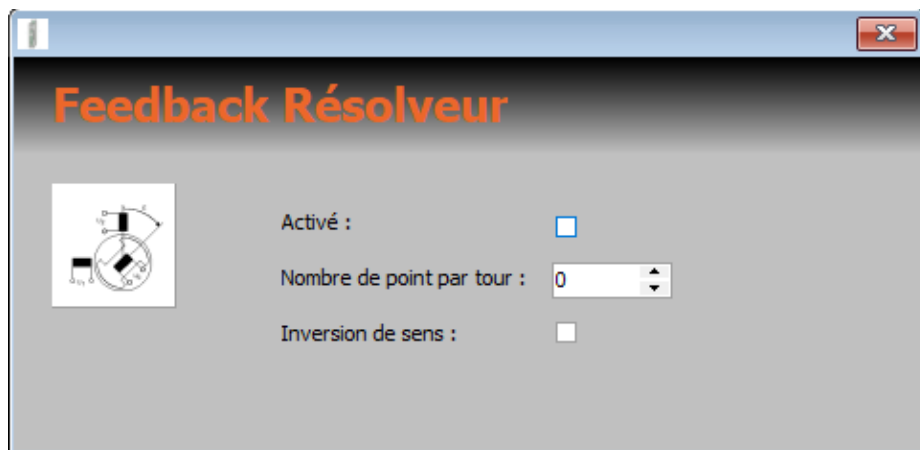 Feedback Résolveur
Activé :
Nombre de point par tour : 0
Inversion de sens :